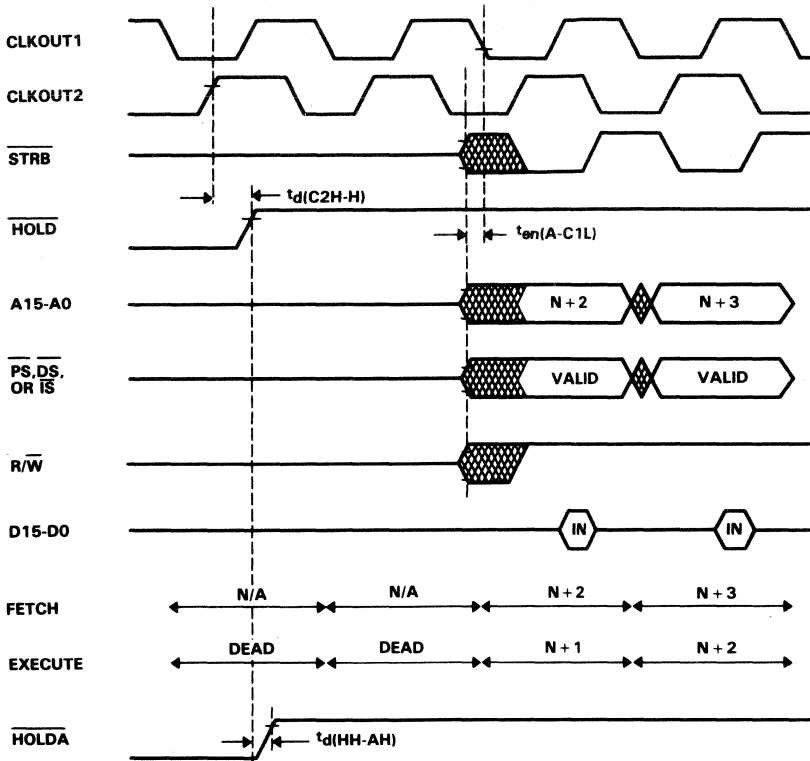 CLKOUT1
CLKOUT2
STRB
td(C2H-H)
HOLD
ten(A-C1L)
A15-A0
N + 2
N + 3
PS, DS,
OR IS
VALID
VALID
R/W
D15-D0
IN
IN
FETCH
N/A
N/A
N + 2
N + 3
EXECUTE
DEAD
DEAD
N + 1
N + 2
HOLDA
td(HH-AH)